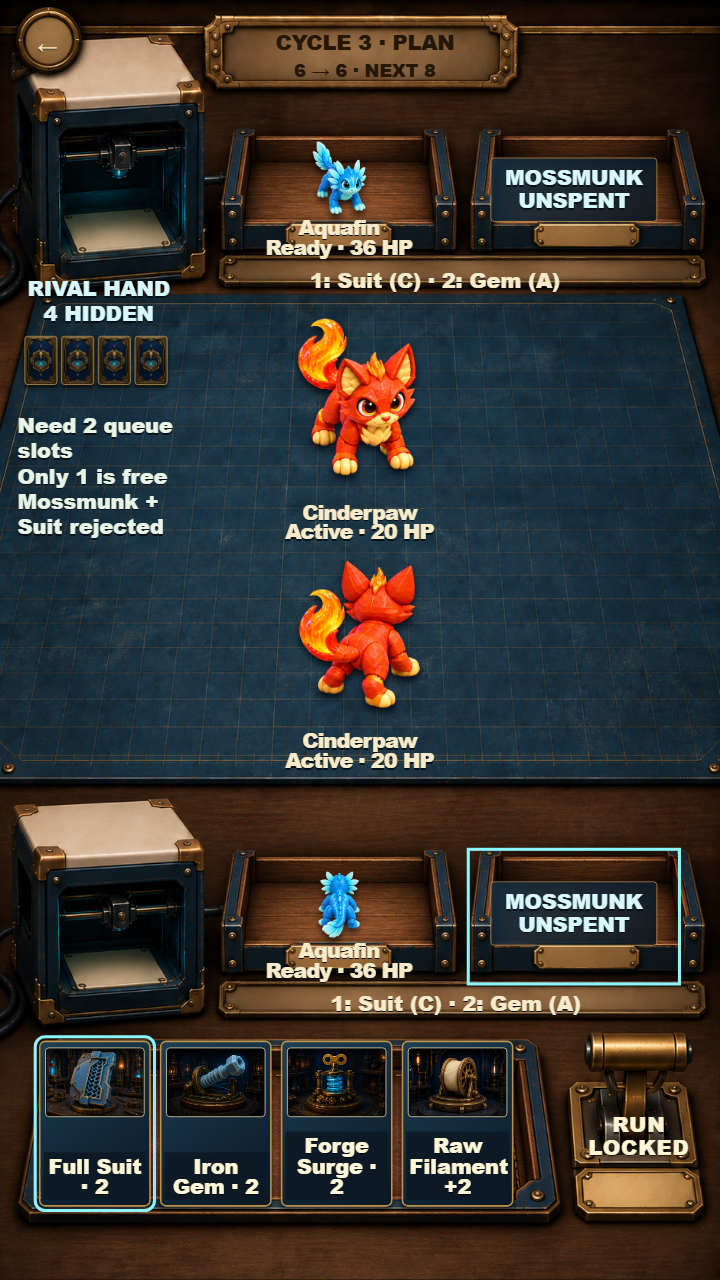 ←
CYCLE 3 · PLAN
6 → 6 · NEXT 8
Aquafin
Ready · 36 HP
MOSSMUNK
UNSPENT
1: Suit (C) · 2: Gem (A)
RIVAL HAND
4 HIDDEN
Need 2 queue
slots
Only 1 is free
Mossmunk +
Suit rejected
Cinderpaw
Active · 20 HP
Cinderpaw
Active · 20 HP
Aquafin
Ready · 36 HP
MOSSMUNK
UNSPENT
1: Suit (C) · 2: Gem (A)
Full Suit
· 2
Iron
Gem · 2
Forge
Surge ·
2
Raw
Filament
+2
RUN
LOCKED